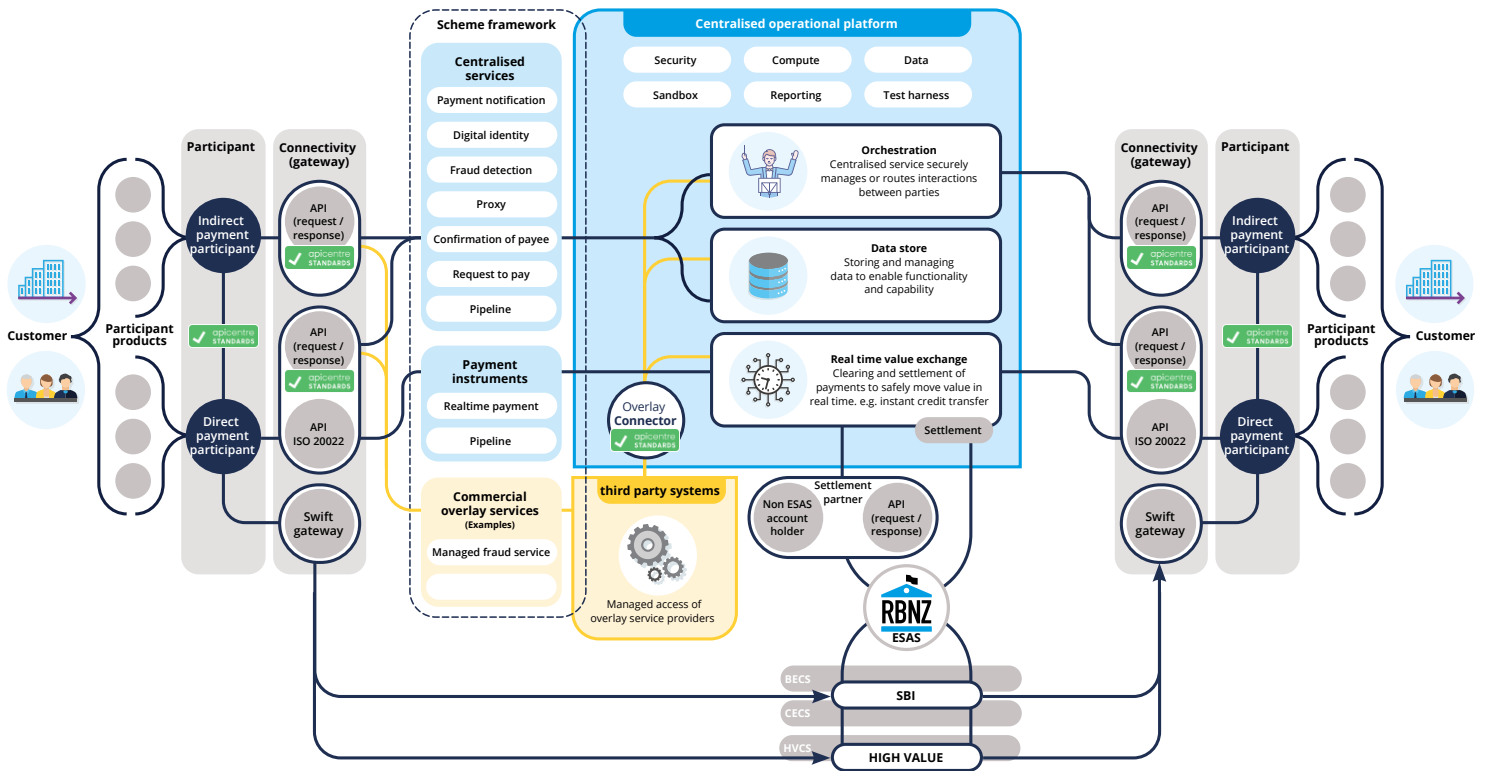 Scheme framework
Centralised operational platform
Centralised
services
Payment notification
Digital identity
Fraud detection
Proxy
Confirmation of payee
Request to pay
Pipeline
Payment
instruments
Realtime payment
Pipeline
Commercial
overlay services
(Examples)
Managed fraud service
Security
Compute
Data
Sandbox
Reporting
Test harness
Orchestration
Centralised service securely
manages or routes interactions
between parties
Data store
Storing and managing
data to enable functionality
and capability
Real time value exchange
Clearing and settlement of
payments to safely move value in
real time. e.g. instant credit transfer
Settlement
Overlay
Connector
apicentre
STANDARDS
third party systems
Managed access of
overlay service providers
Settlement
partner
Non ESAS
account
holder
API
(request /
response)
RBNZ
ESAS
BECS
SBI
CECS
HVCS
HIGH VALUE
Customer
Participant
products
Participant
Indirect
payment
participant
apicentre
STANDARDS
Direct
payment
participant
Connectivity
(gateway)
API
(request /
response)
apicentre
STANDARDS
API
(request /
response)
apicentre
STANDARDS
API
ISO 20022
Swift
gateway
Connectivity
(gateway)
API
(request /
response)
apicentre
STANDARDS
API
(request /
response)
apicentre
STANDARDS
API
ISO 20022
Swift
gateway
Participant
Indirect
payment
participant
apicentre
STANDARDS
Direct
payment
participant
Participant
products
Customer